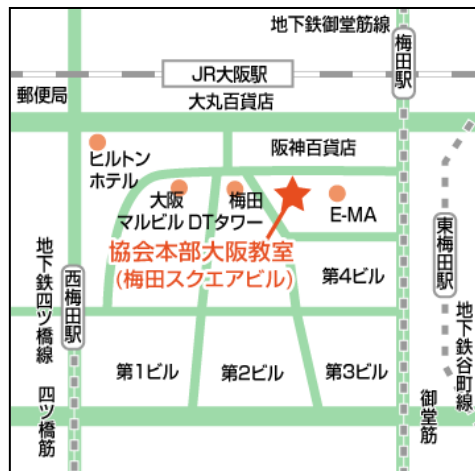 地下鉄御堂筋線
梅田駅
JR大阪駅
郵便局
大丸百貨店
ヒルトン
ホテル
阪神百貨店
大阪
マルビル
梅田
DTタワー
E-MA
協会本部大阪教室
(梅田スクエアビル)
東梅田駅
地下鉄谷町線
地下鉄四ツ橋線
西梅田駅
第4ビル
第1ビル
第2ビル
第3ビル
四ツ橋筋
御堂筋